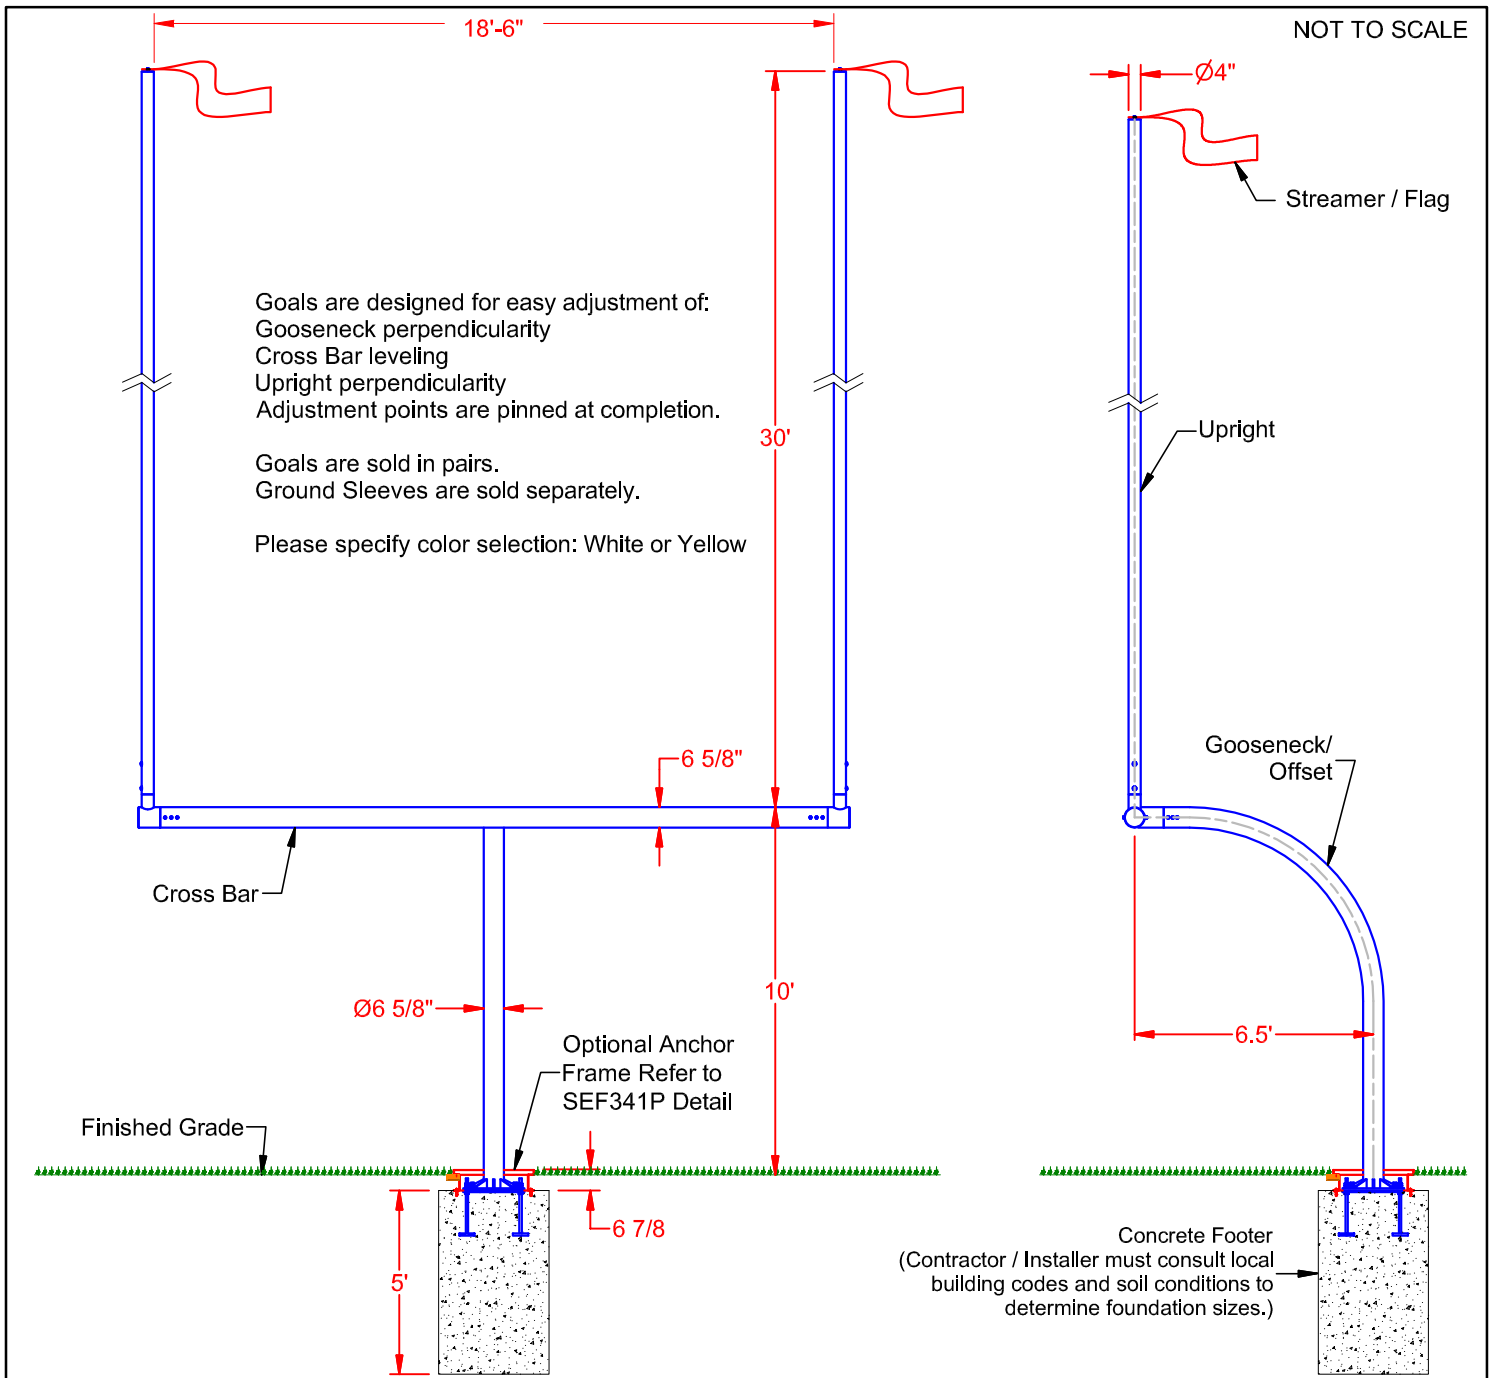 18'-6"
NOT TO SCALE
Ø4"
Streamer / Flag
Goals are designed for easy adjustment of:
Gooseneck perpendicularity
Cross Bar leveling
Upright perpendicularity
Adjustment points are pinned at completion.
Goals are sold in pairs.
Ground Sleeves are sold separately.
Please specify color selection: White or Yellow
30'
Upright
6 5/8"
Gooseneck/
Offset
Cross Bar
Ø6 5/8"
10'
6.5'
Optional Anchor
Frame Refer to
SEF341P Detail
Finished Grade
6 7/8
5'
Concrete Footer
(Contractor / Installer must consult local
building codes and soil conditions to
determine foundation sizes.)